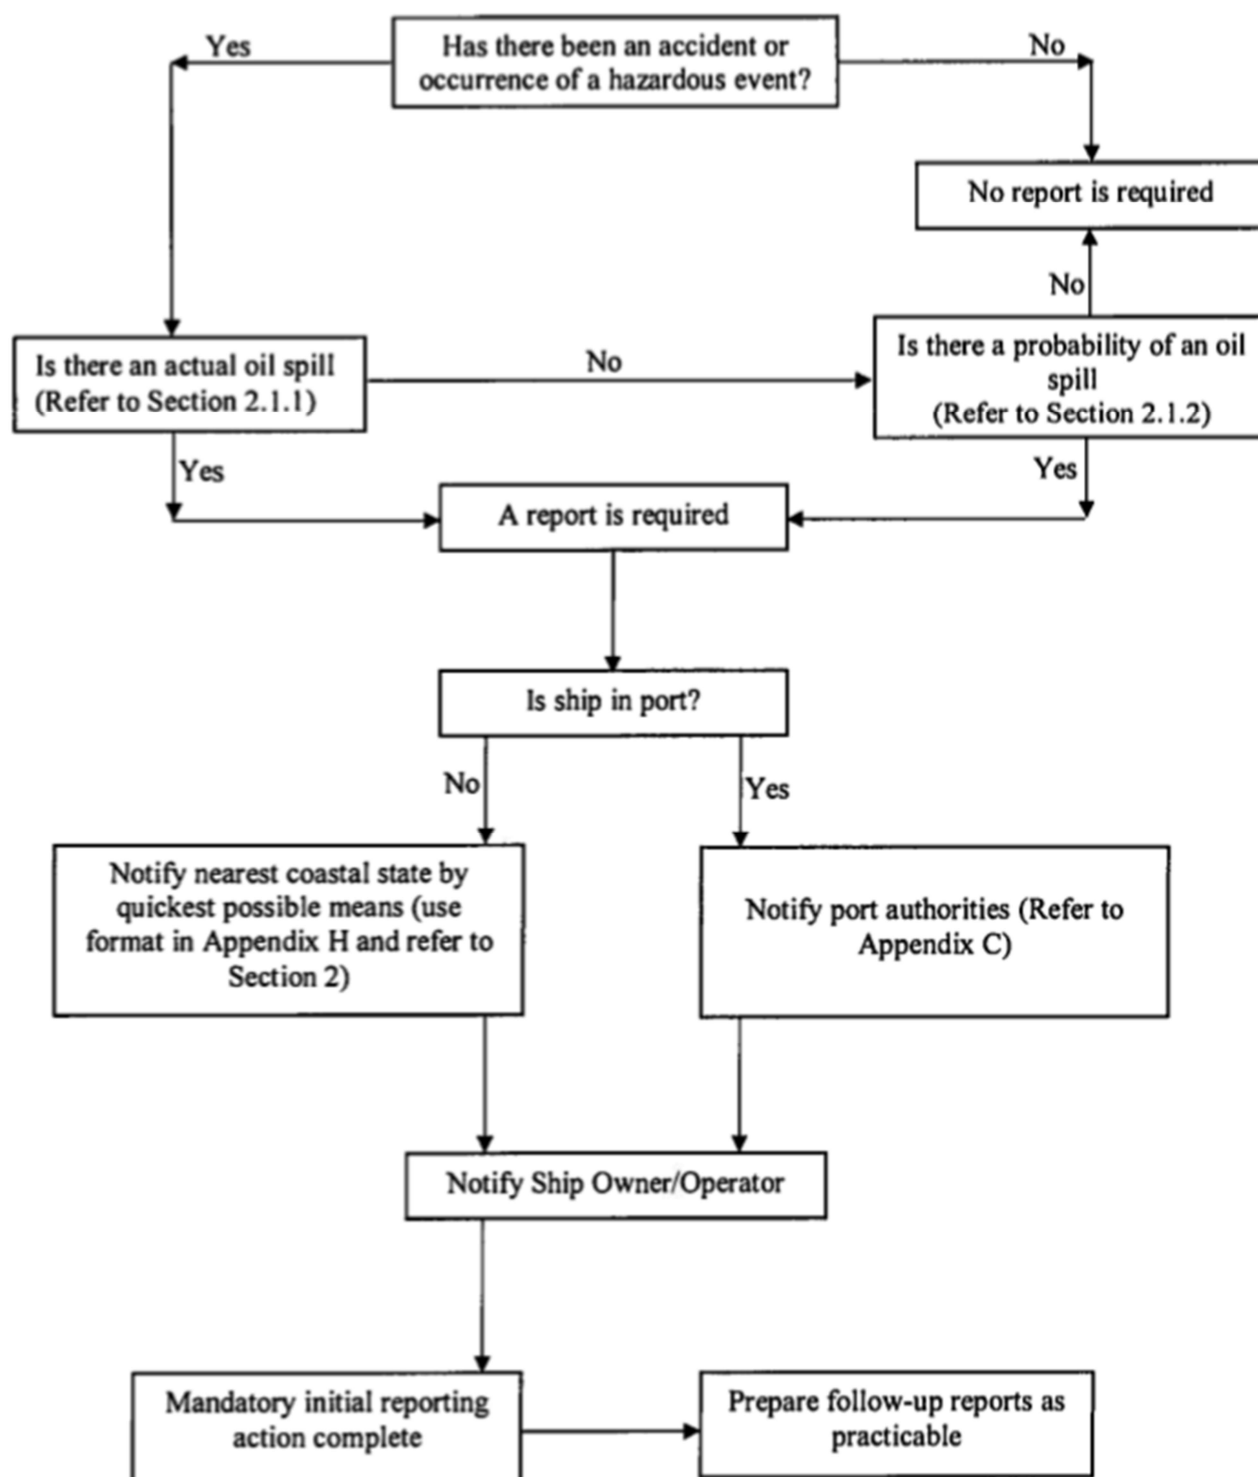 Has there been an accident or
occurrence of a hazardous event?
Yes
No
No report is required
No
Is there an actual oil spill
(Refer to Section 2.1.1)
No
Is there a probability of an oil
spill
(Refer to Section 2.1.2)
Yes
Yes
A report is required
Is ship in port?
No
Yes
Notify nearest coastal state by
quickest possible means (use
format in Appendix H and refer to
Section 2)
Notify port authorities (Refer to
Appendix C)
Notify Ship Owner/Operator
Mandatory initial reporting
action complete
Prepare follow-up reports as
practicable